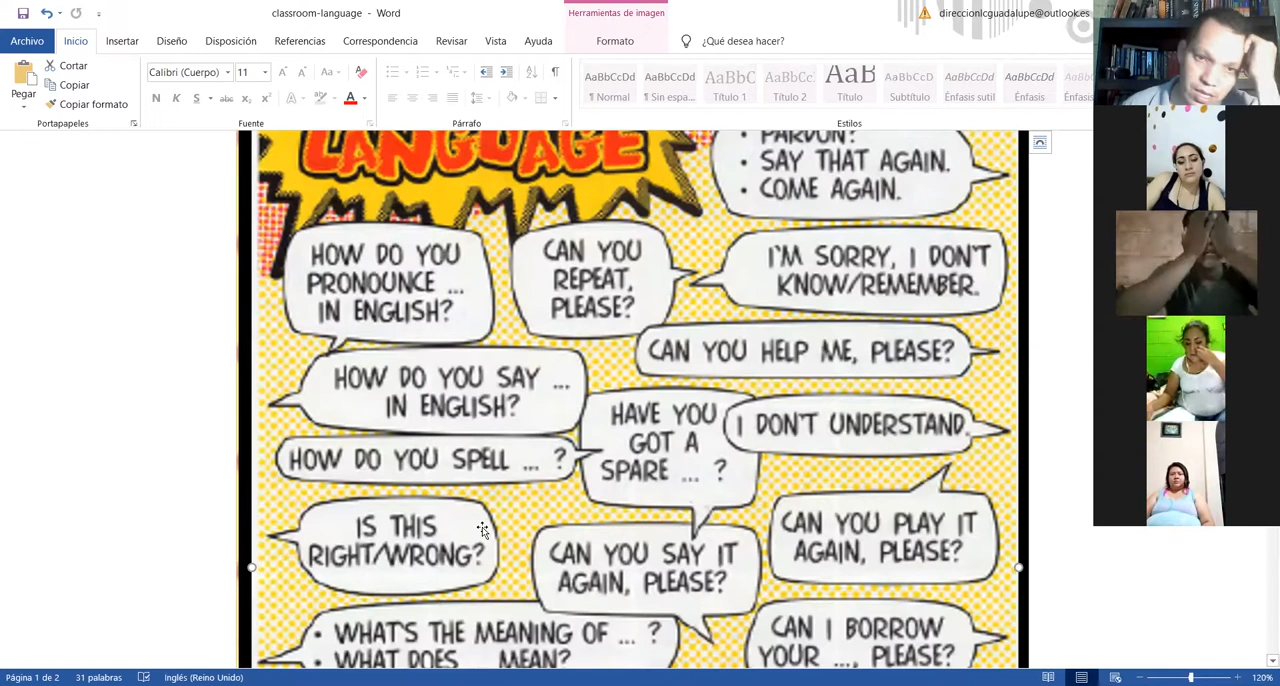 classroom-language - Word
Herramientas de imagen
direccionlcguadalupe@outlook.es
Archivo Inicio Insertar Diseño Disposición Referencias Correspondencia Revisar Vista Ayuda Formato ¿Qué desea hacer?
Cortar
Copiar
Copiar formato
Pegar
Calibri (Cuerpo) 11
N K S abc x₂ x²
AaBbCcDd AaBbCcDd AaBbC AaBbCc AaB AaBbCcD AaBbCcDd AaBbCcDd
¶ Normal ¶ Sin espa... Título 1 Título 2 Título Subtítulo Énfasis sutil Énfasis Énfasis
Portapapeles Fuente Párrafo Estilos
LANGUAGE
• PARDON?
• SAY THAT AGAIN.
• COME AGAIN.
HOW DO YOU
PRONOUNCE ...
IN ENGLISH?
CAN YOU
REPEAT,
PLEASE?
I'M SORRY, I DON'T
KNOW/REMEMBER.
CAN YOU HELP ME, PLEASE?
HOW DO YOU SAY ...
IN ENGLISH?
HAVE YOU
GOT A
SPARE ... ?
I DON'T UNDERSTAND.
HOW DO YOU SPELL ... ?
IS THIS
RIGHT/WRONG?
CAN YOU SAY IT
AGAIN, PLEASE?
CAN YOU PLAY IT
AGAIN, PLEASE?
• WHAT'S THE MEANING OF ... ?
• WHAT DOES ... MEAN?
CAN I BORROW
YOUR ..., PLEASE?
Página 1 de 2 31 palabras Inglés (Reino Unido) 120%